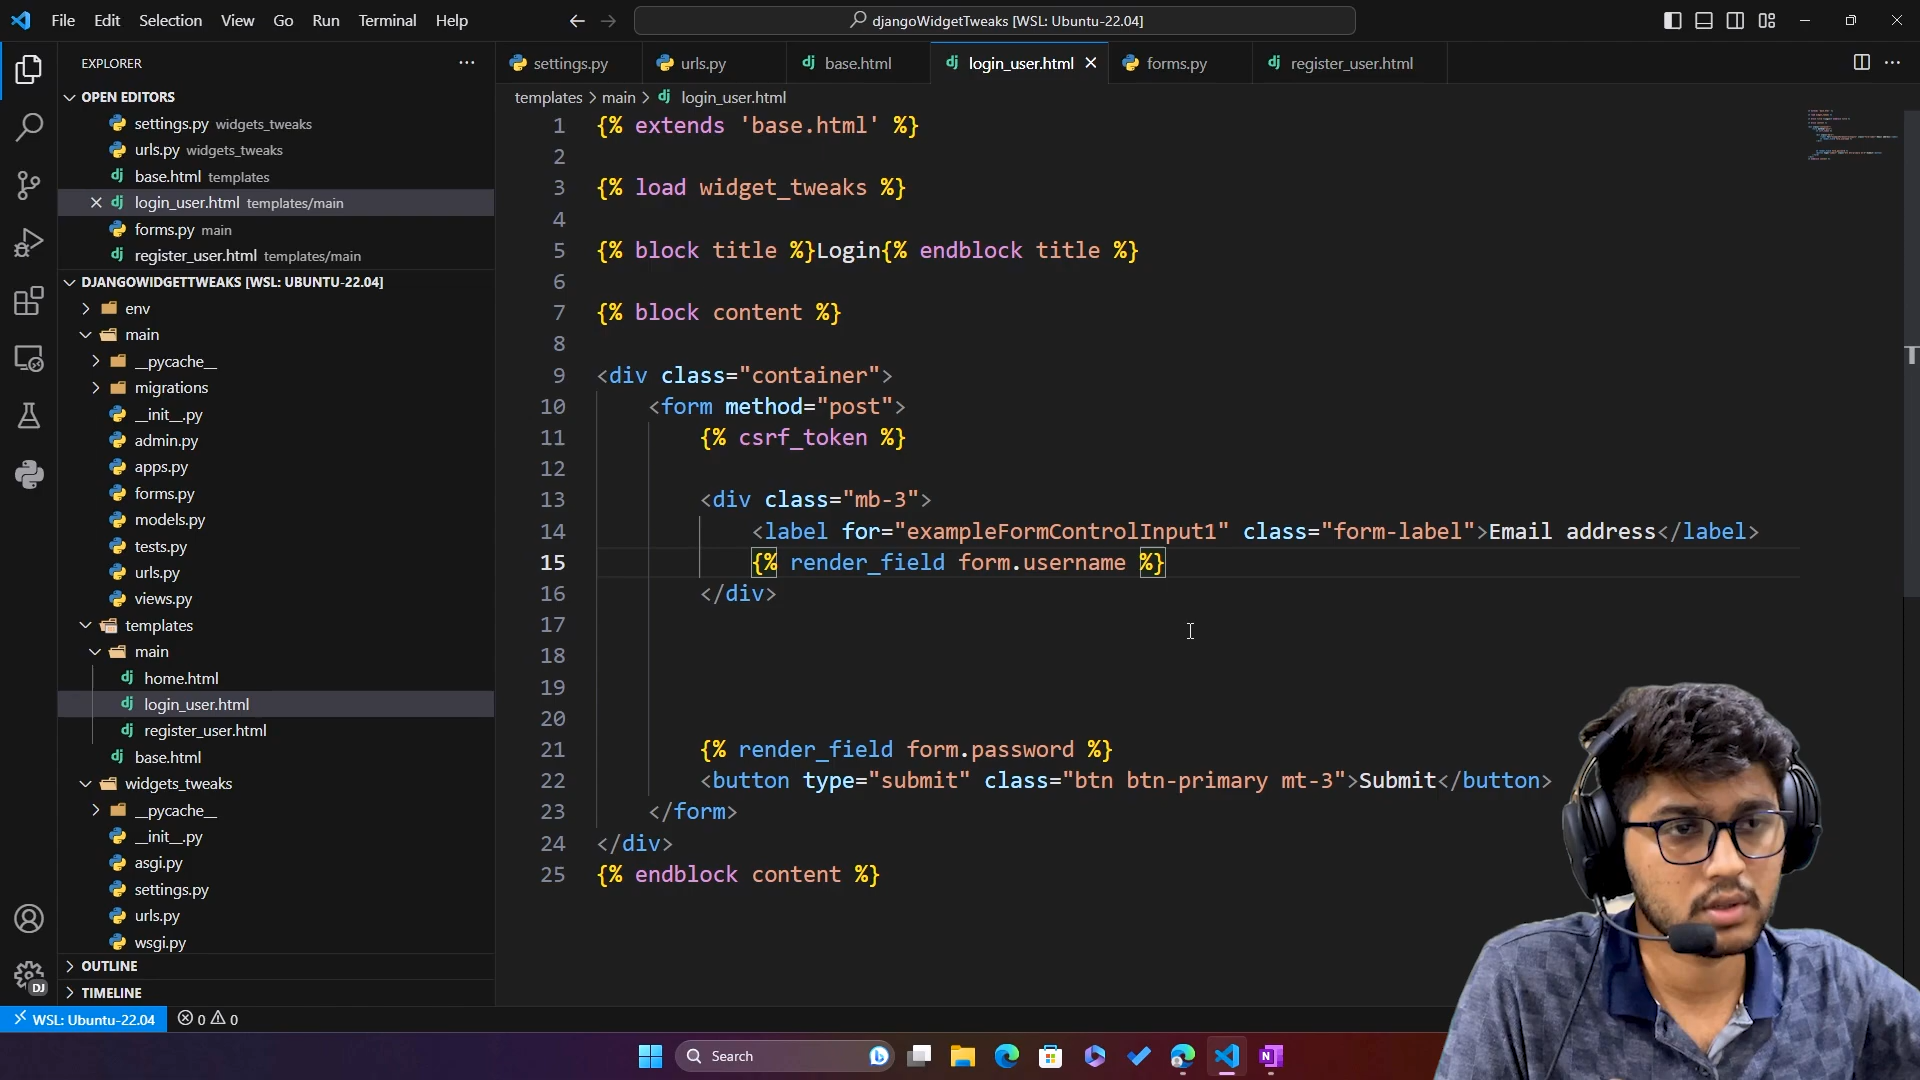 File Edit Selection View Go Run Terminal Help
djangoWidgetTweaks [WSL: Ubuntu-22.04]
EXPLORER
settings.py urls.py base.html login_user.html forms.py register_user.html
OPEN EDITORS
templates > main > login_user.html
settings.py widgets_tweaks
urls.py widgets_tweaks
base.html templates
login_user.html templates/main
forms.py main
register_user.html templates/main
DJANGOWIDGETTWEAKS [WSL: UBUNTU-22.04]
env
main
__pycache__
migrations
__init__.py
admin.py
apps.py
forms.py
models.py
tests.py
urls.py
views.py
templates
main
home.html
login_user.html
register_user.html
base.html
widgets_tweaks
__pycache__
__init__.py
asgi.py
settings.py
urls.py
wsgi.py
OUTLINE
TIMELINE
1 {% extends 'base.html' %}
2
3 {% load widget_tweaks %}
4
5 {% block title %}Login{% endblock title %}
6
7 {% block content %}
8
9 <div class="container">
10 <form method="post">
11 {% csrf_token %}
12
13 <div class="mb-3">
14 <label for="exampleFormControlInput1" class="form-label">Email address</label>
15 {% render_field form.username %}
16 </div>
17
18
19
20
21 {% render_field form.password %}
22 <button type="submit" class="btn btn-primary mt-3">Submit</button>
23 </form>
24 </div>
25 {% endblock content %}
DJ
WSL: Ubuntu-22.04 0 0
Search